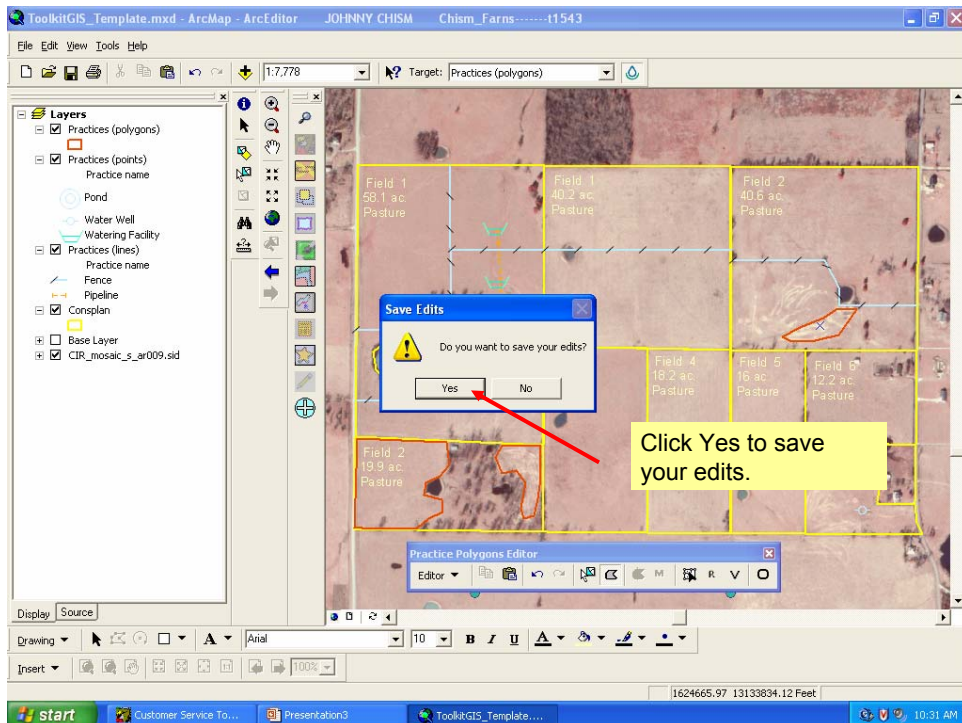 ToolkitGIS_Template.mxd - ArcMap - ArcEditor JOHNNY CHISM Chism_Farns-------t1543
File Edit View Tools Help
1:7,778 Target: Practices (polygons)
Layers
Practices (polygons)
Practices (points)
Practice name
Pond
Water Well
Watering Facility
Practices (lines)
Practice name
Fence
Pipeline
Consplan
Base Layer
CIR_mosaic_s_ar009.sid
Field 1
58.1 ac.
Pasture
Field 1
40.2 ac.
Pasture
Field 2
40.6 ac.
Pasture
Save Edits
Do you want to save your edits?
Yes No
Field 4
18.2 ac.
Pasture
Field 5
16 ac.
Pasture
Field 6
12.2 ac.
Pasture
Click Yes to save
your edits.
Field 2
19.9 ac.
Pasture
Practice Polygons Editor
Editor M R V
Display Source
Drawing A Arial 10 B I U A
Insert 100%
1624665.97 13133834.12 Feet
start Customer Service To... Presentation3 ToolkitGIS_Template.... 10:31 AM